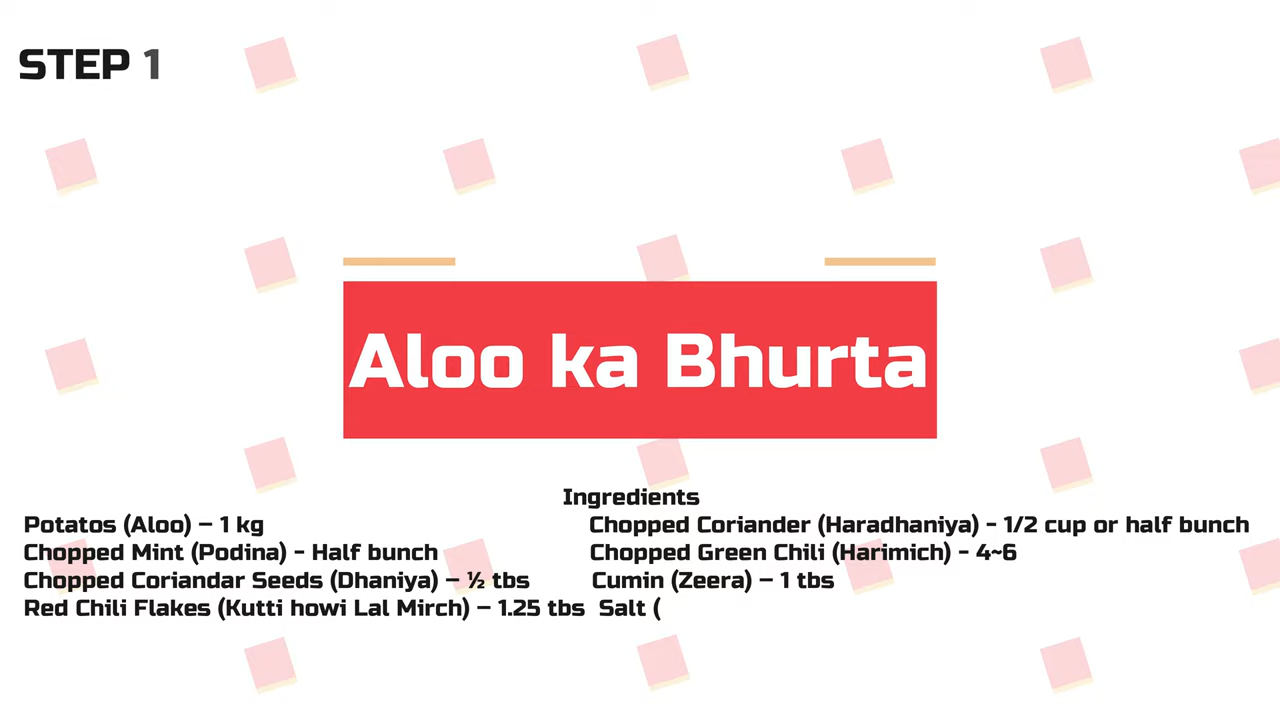 STEP 1
Aloo ka Bhurta
Ingredients
Potatos (Aloo) – 1 kg Chopped Coriander (Haradhaniya) - 1/2 cup or half bunch
Chopped Mint (Podina) - Half bunch Chopped Green Chili (Harimich) - 4~6
Chopped Coriandar Seeds (Dhaniya) – ½ tbs Cumin (Zeera) – 1 tbs
Red Chili Flakes (Kutti howi Lal Mirch) – 1.25 tbs Salt (